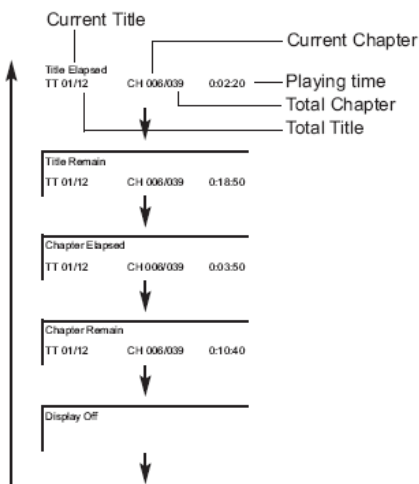 Current Title
Current Chapter
Title Elapsed
TT 01/12 CH 006/039 0:02:20
Playing time
Total Chapter
Total Title
Title Remain
TT 01/12 CH 006/039 0:18:50
Chapter Elapsed
TT 01/12 CH 006/039 0:03:50
Chapter Remain
TT 01/12 CH 006/039 0:10:40
Display Off